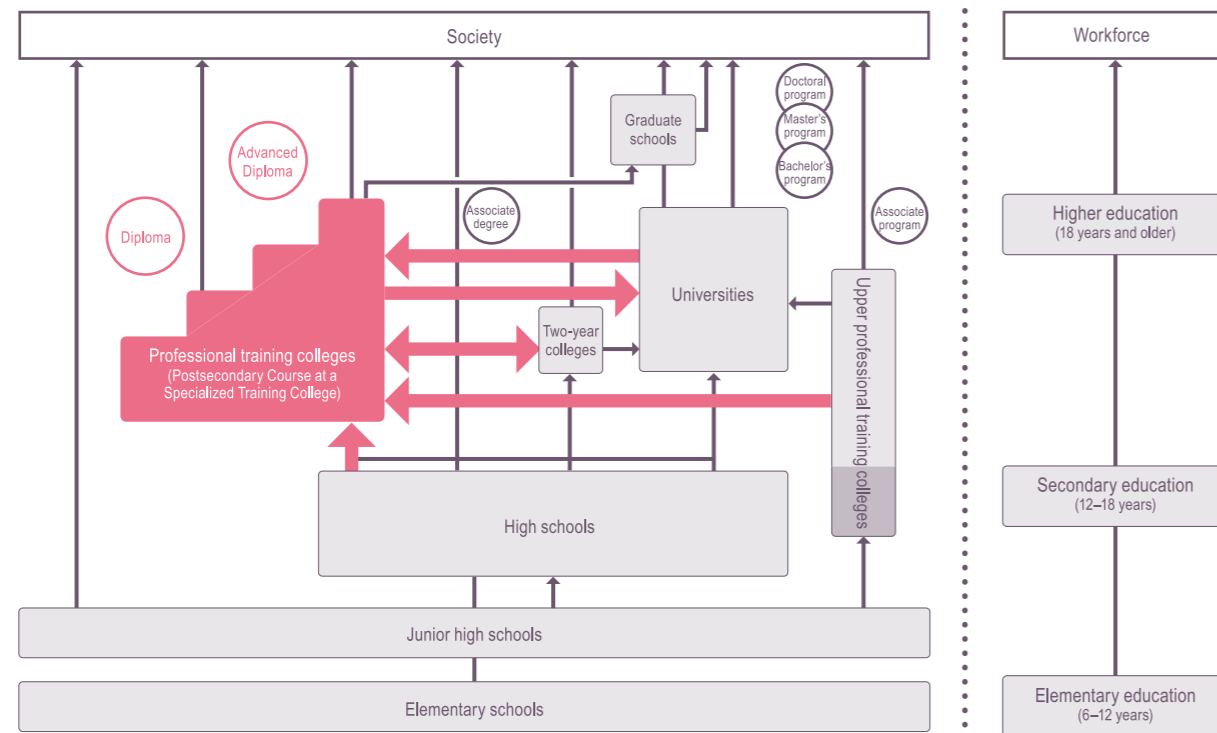 Society
Workforce
Doctoral
program
Master's
program
Bachelor's
program
Graduate
schools
Advanced
Diploma
Diploma
Associate
degree
Associate
program
Higher education
(18 years and older)
Universities
Two-year
colleges
Professional training colleges
(Postsecondary Course at a
Specialized Training College)
Upper professional training colleges
High schools
Secondary education
(12–18 years)
Junior high schools
Elementary schools
Elementary education
(6–12 years)